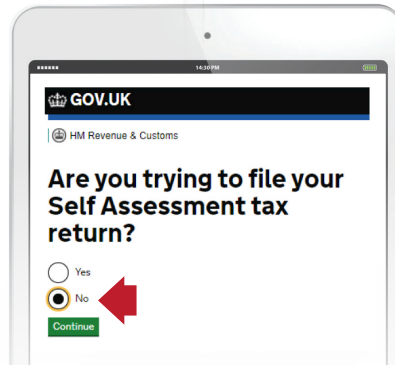 14:30 PM
GOV.UK
HM Revenue & Customs
Are you trying to file your
Self Assessment tax
return?
Yes
No
Continue